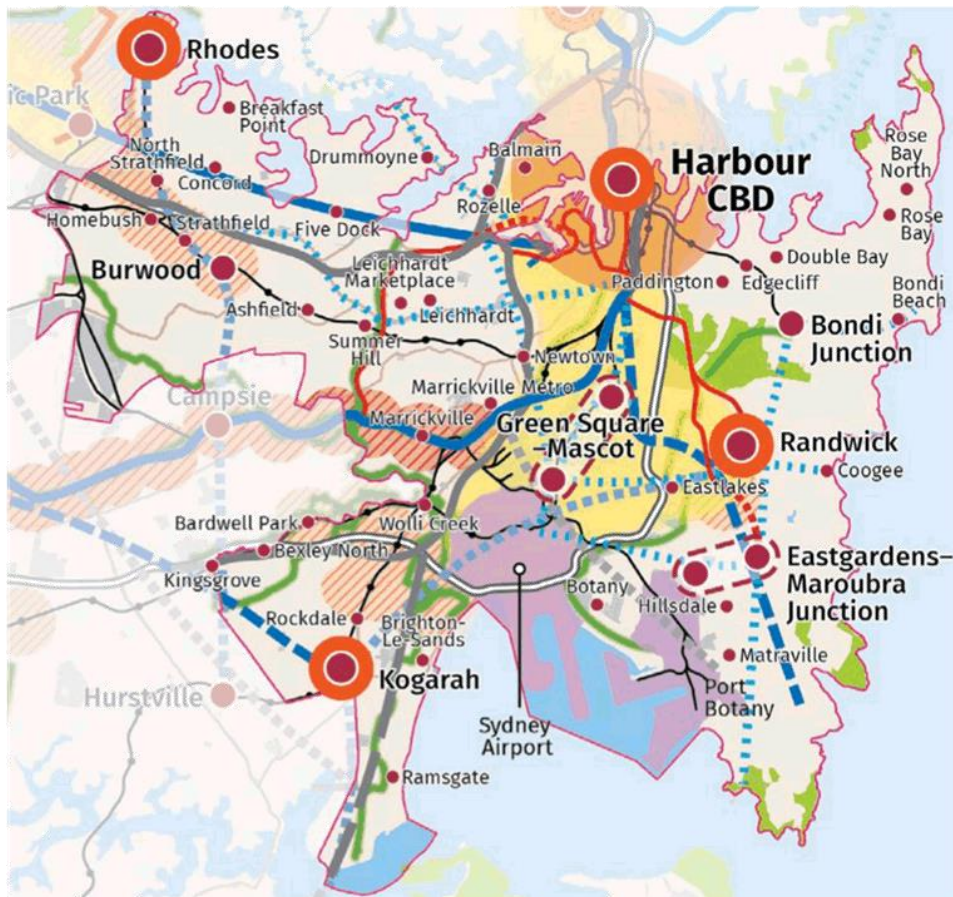 Rhodes
ic Park
Breakfast
Point
North
Strathfield
Concord
Drummoyne
Balmain
Rozelle
Harbour
CBD
Rose
Bay
North
Rose
Bay
Homebush
Strathfield
Five Dock
Burwood
Leichhardt
Marketplace
Leichhardt
Ashfield
Summer
Hill
Paddington
Edgecliff
Double Bay
Bondi
Beach
Bondi
Junction
Newtown
Campsie
Marrickville Metro
Marrickville
Green Square
–Mascot
Randwick
Coogee
Eastlakes
Bardwell Park
Wolli Creek
Bexley North
Kingsgrove
Rockdale
Brighton-
Le-Sands
Botany
Hillsdale
Eastgardens–
Maroubra
Junction
Matraville
Kogarah
Hurstville
Port
Botany
Sydney
Airport
Ramsgate